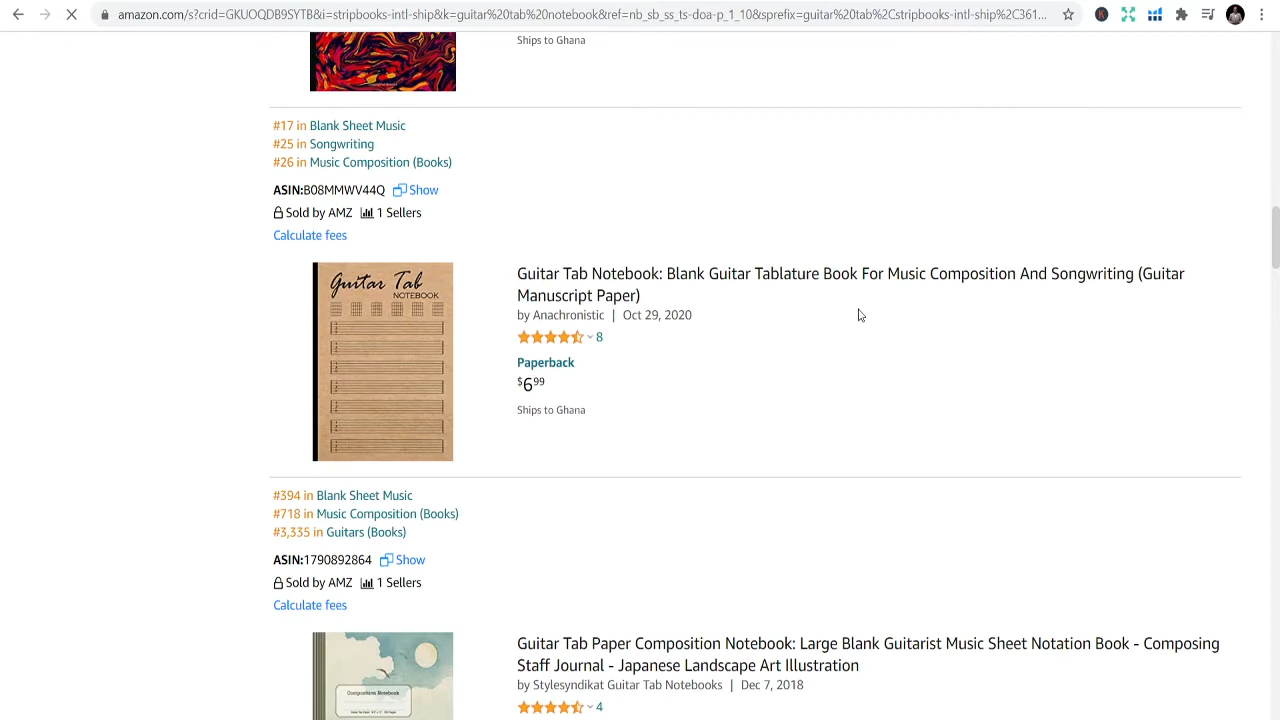 amazon.com/s?crid=GKUOQDB9SYTB&i=stripbooks-intl-ship&k=guitar%20tab%20notebook&ref=nb_sb_ss_ts-doa-p_1_10&sprefix=guitar%20tab%2cstripbooks-intl-ship%2C361...
Ships to Ghana
#17 in Blank Sheet Music
#25 in Songwriting
#26 in Music Composition (Books)
ASIN:B08MMWV44Q Show
Sold by AMZ 1 Sellers
Calculate fees
Guitar Tab
NOTEBOOK
Guitar Tab Notebook: Blank Guitar Tablature Book For Music Composition And Songwriting (Guitar
Manuscript Paper)
by Anachronistic | Oct 29, 2020
8
Paperback
$6.99
Ships to Ghana
#394 in Blank Sheet Music
#718 in Music Composition (Books)
#3,335 in Guitars (Books)
ASIN:1790892864 Show
Sold by AMZ 1 Sellers
Calculate fees
Composition Notebook
Guitar Tab Paper Composition Notebook: Large Blank Guitarist Music Sheet Notation Book - Composing
Staff Journal - Japanese Landscape Art Illustration
by Stylesyndikat Guitar Tab Notebooks | Dec 7, 2018
4